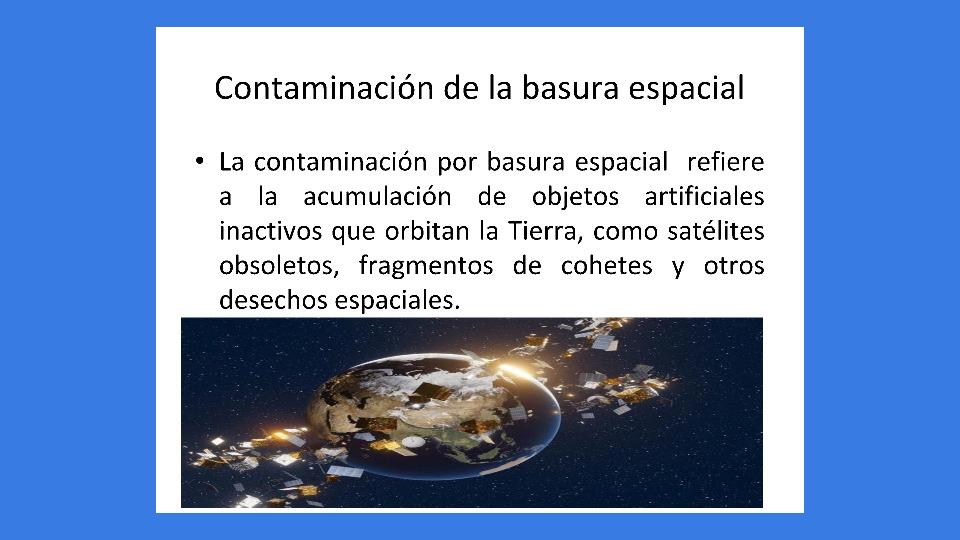 Contaminación de la basura espacial
• La contaminación por basura espacial  refiere
a la acumulación de objetos artificiales
inactivos que orbitan la Tierra, como satélites
obsoletos, fragmentos de cohetes y otros
desechos espaciales.